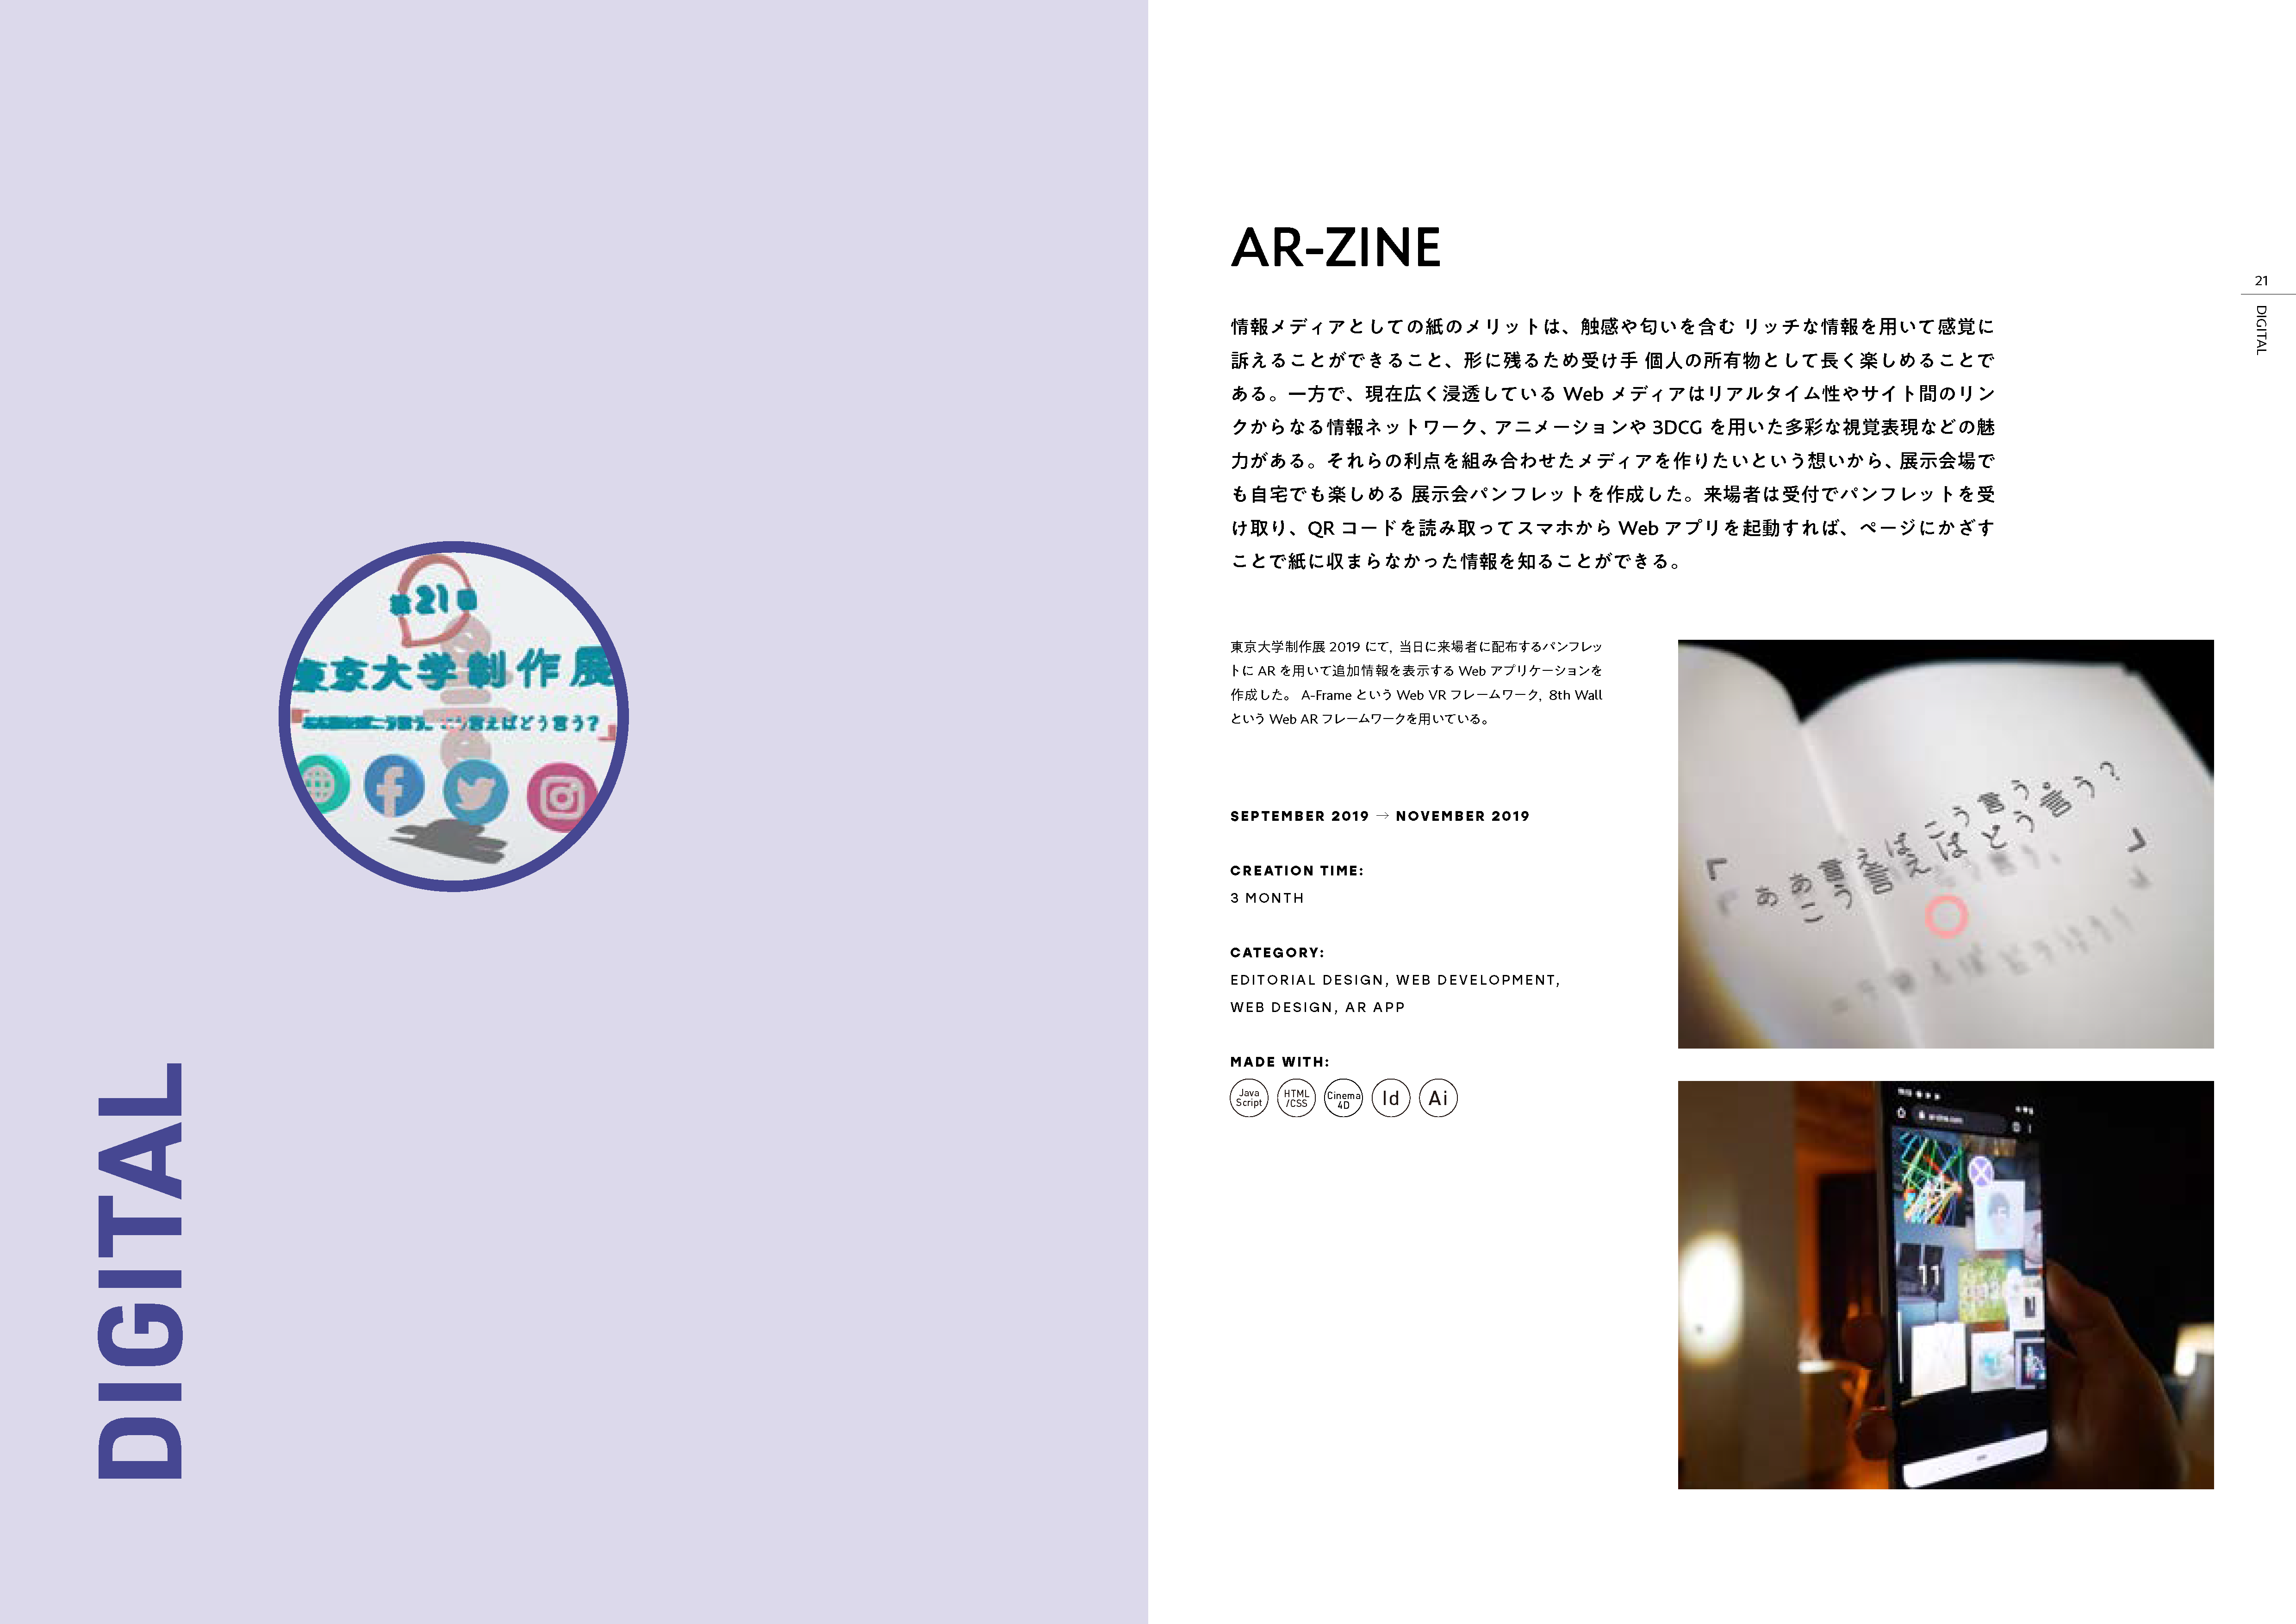 DIGITAL
第21回
東京大学制作展
言えばどう言う?
AR-ZINE
情報メディアとしての紙のメリットは、触感や匂いを含む リッチな情報を用いて感覚に
訴えることができること、形に残るため受け手 個人の所有物として長く楽しめることで
ある。一方で、現在広く浸透している Web メディアはリアルタイム性やサイト間のリン
クからなる情報ネットワーク、アニメーションや 3DCG を用いた多彩な視覚表現などの魅
力がある。それらの利点を組み合わせたメディアを作りたいという想いから、展示会場で
も自宅でも楽しめる 展示会パンフレットを作成した。来場者は受付でパンフレットを受
け取り、QR コードを読み取ってスマホから Web アプリを起動すれば、ページにかざす
ことで紙に収まらなかった情報を知ることができる。
東京大学制作展 2019 にて, 当日に来場者に配布するパンフレッ
トに AR を用いて追加情報を表示する Web アプリケーションを
作成した。 A-Frame という Web VR フレームワーク, 8th Wall
という Web AR フレームワークを用いている。
SEPTEMBER 2019 → NOVEMBER 2019
CREATION TIME:
3 MONTH
CATEGORY:
EDITORIAL DESIGN, WEB DEVELOPMENT,
WEB DESIGN, AR APP
MADE WITH:
Java
Script
HTML
/CSS
Cinema
4D
Id
Ai
『ああ言えばこう言う。
こう言えばどう言う?』
11
21
DIGITAL